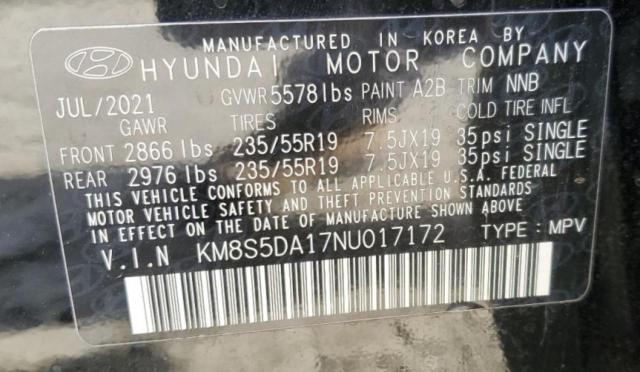 MANUFACTURED IN KOREA BY
HYUNDAI MOTOR COMPANY
JUL/2021 GVWR 5578lbs PAINT A2B TRIM NNB
GAWR TIRES RIMS COLD TIRE INFL
FRONT 2866 lbs 235/55R19 7.5JX19 35psi SINGLE
REAR 2976 lbs 235/55R19 7.5JX19 35psi SINGLE
THIS VEHICLE CONFORMS TO ALL APPLICABLE U.S.A. FEDERAL
MOTOR VEHICLE SAFETY AND THEFT PREVENTION STANDARDS
IN EFFECT ON THE DATE OF MANUFACTURE SHOWN ABOVE
V.I.N KM8S5DA17NU017172 TYPE: MPV